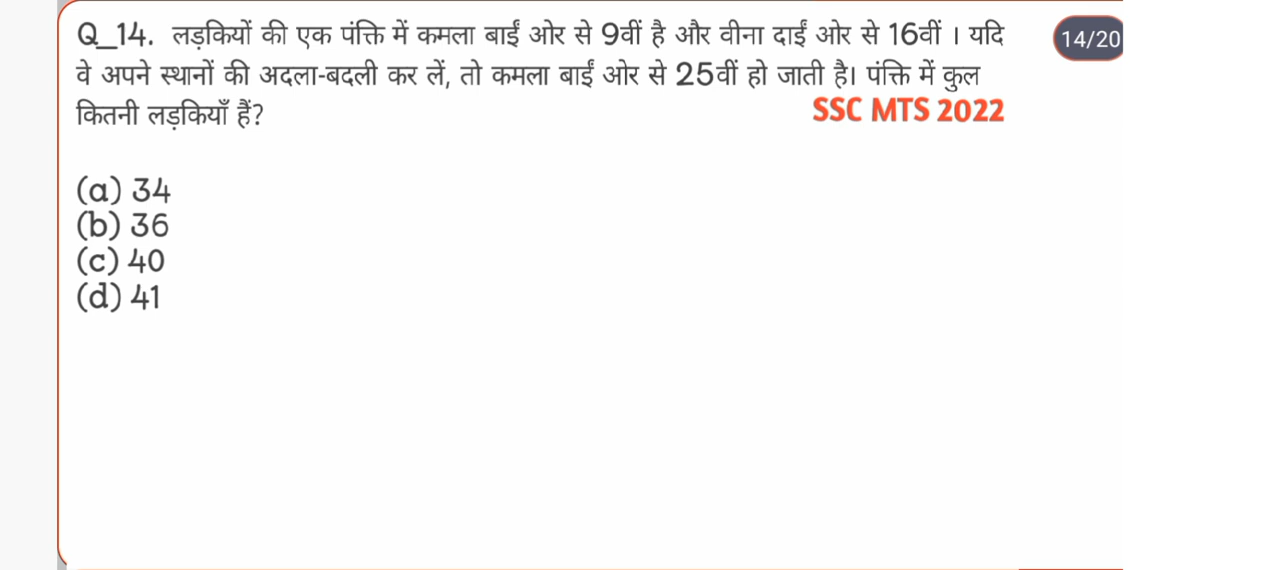 Q_14. लड़कियों की एक पंक्ति में कमला बाईं ओर से 9वीं है और वीना दाईं ओर से 16वीं । यदि
14/20
वे अपने स्थानों की अदला-बदली कर लें, तो कमला बाईं ओर से 25वीं हो जाती है। पंक्ति में कुल
कितनी लड़कियाँ हैं?
SSC MTS 2022
(a) 34
(b) 36
(c) 40
(d) 41